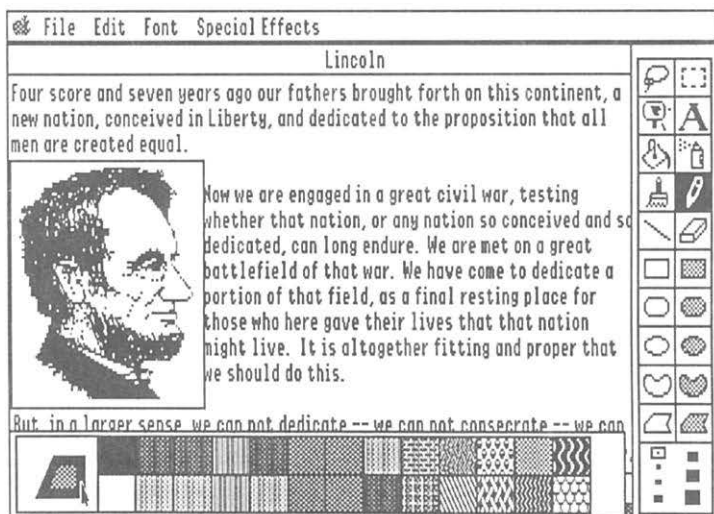 File Edit Font Special Effects
Lincoln
Four score and seven years ago our fathers brought forth on this continent, a
new nation, conceived in Liberty, and dedicated to the proposition that all
men are created equal.
Now we are engaged in a great civil war, testing
whether that nation, or any nation so conceived and so
dedicated, can long endure. We are met on a great
battlefield of that war. We have come to dedicate a
portion of that field, as a final resting place for
those who here gave their lives that that nation
might live. It is altogether fitting and proper that
we should do this.
But, in a larger sense, we can not dedicate -- we can not consecrate -- we can
A